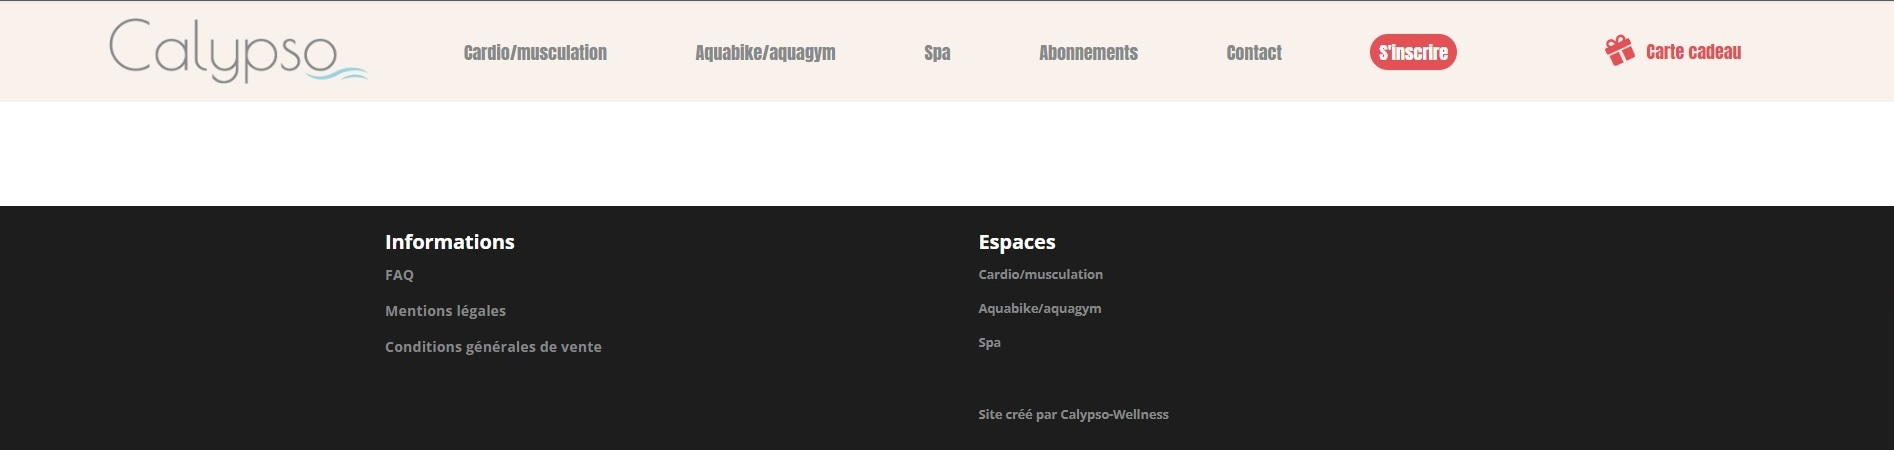 Calypso
Cardio/musculation
Aquabike/aquagym
Spa
Abonnements
Contact
S'inscrire
Carte cadeau
Informations
FAQ
Mentions légales
Conditions générales de vente
Espaces
Cardio/musculation
Aquabike/aquagym
Spa
Site créé par Calypso-Wellness